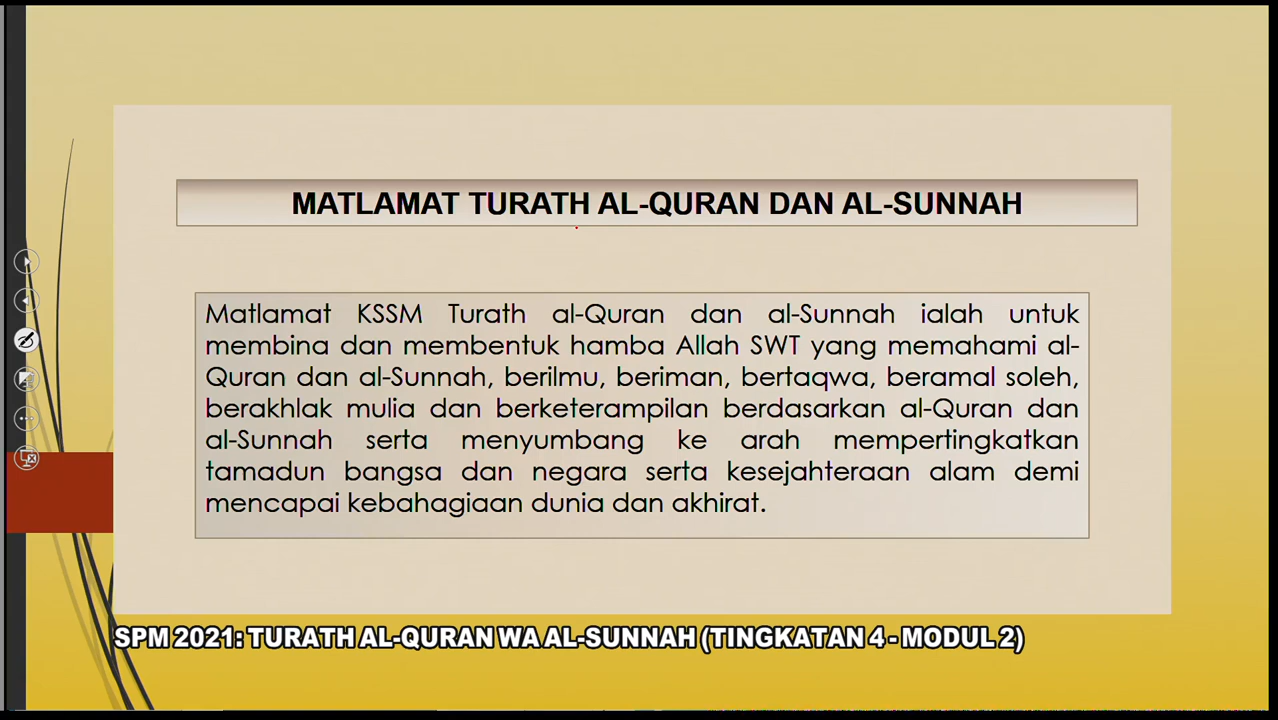 MATLAMAT TURATH AL-QURAN DAN AL-SUNNAH
Matlamat KSSM Turath al-Quran dan al-Sunnah ialah untuk
membina dan membentuk hamba Allah SWT yang memahami al-
Quran dan al-Sunnah, berilmu, beriman, bertaqwa, beramal soleh,
berakhlak mulia dan berketerampilan berdasarkan al-Quran dan
al-Sunnah serta menyumbang ke arah mempertingkatkan
tamadun bangsa dan negara serta kesejahteraan alam demi
mencapai kebahagiaan dunia dan akhirat.
SPM 2021: TURATH AL-QURAN WA AL-SUNNAH (TINGKATAN 4 - MODUL 2)